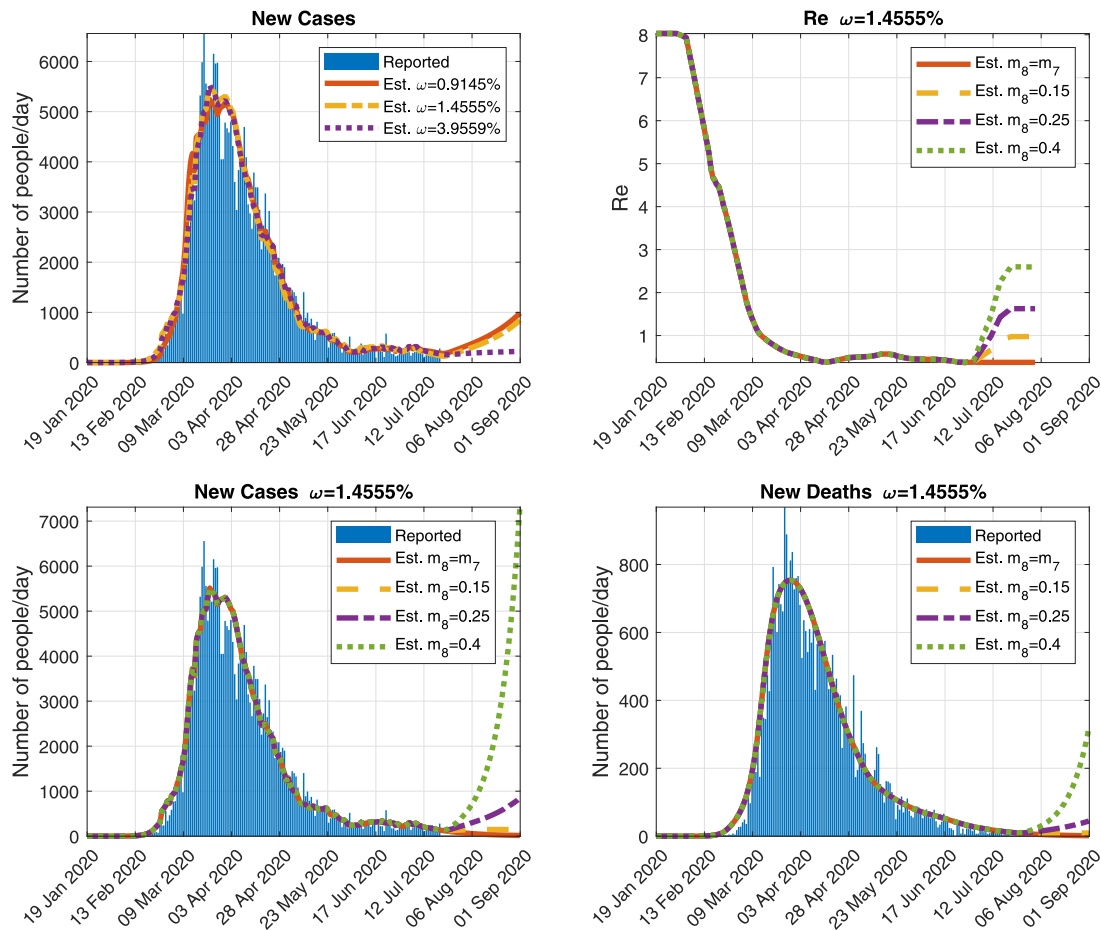 New Cases
Number of people/day
6000
5000
4000
3000
2000
1000
0
Reported
Est. ω=0.9145%
Est. ω=1.4555%
Est. ω=3.9559%
19 Jan 2020
13 Feb 2020
09 Mar 2020
03 Apr 2020
28 Apr 2020
23 May 2020
17 Jun 2020
12 Jul 2020
06 Aug 2020
01 Sep 2020
Re ω=1.4555%
Re
8
7
6
5
4
3
2
1
Est. m8=m7
Est. m8=0.15
Est. m8=0.25
Est. m8=0.4
19 Jan 2020
13 Feb 2020
09 Mar 2020
03 Apr 2020
28 Apr 2020
23 May 2020
17 Jun 2020
12 Jul 2020
06 Aug 2020
01 Sep 2020
New Cases ω=1.4555%
Number of people/day
7000
6000
5000
4000
3000
2000
1000
0
Reported
Est. m8=m7
Est. m8=0.15
Est. m8=0.25
Est. m8=0.4
19 Jan 2020
13 Feb 2020
09 Mar 2020
03 Apr 2020
28 Apr 2020
23 May 2020
17 Jun 2020
12 Jul 2020
06 Aug 2020
01 Sep 2020
New Deaths ω=1.4555%
Number of people/day
800
600
400
200
0
Reported
Est. m8=m7
Est. m8=0.15
Est. m8=0.25
Est. m8=0.4
19 Jan 2020
13 Feb 2020
09 Mar 2020
03 Apr 2020
28 Apr 2020
23 May 2020
17 Jun 2020
12 Jul 2020
06 Aug 2020
01 Sep 2020